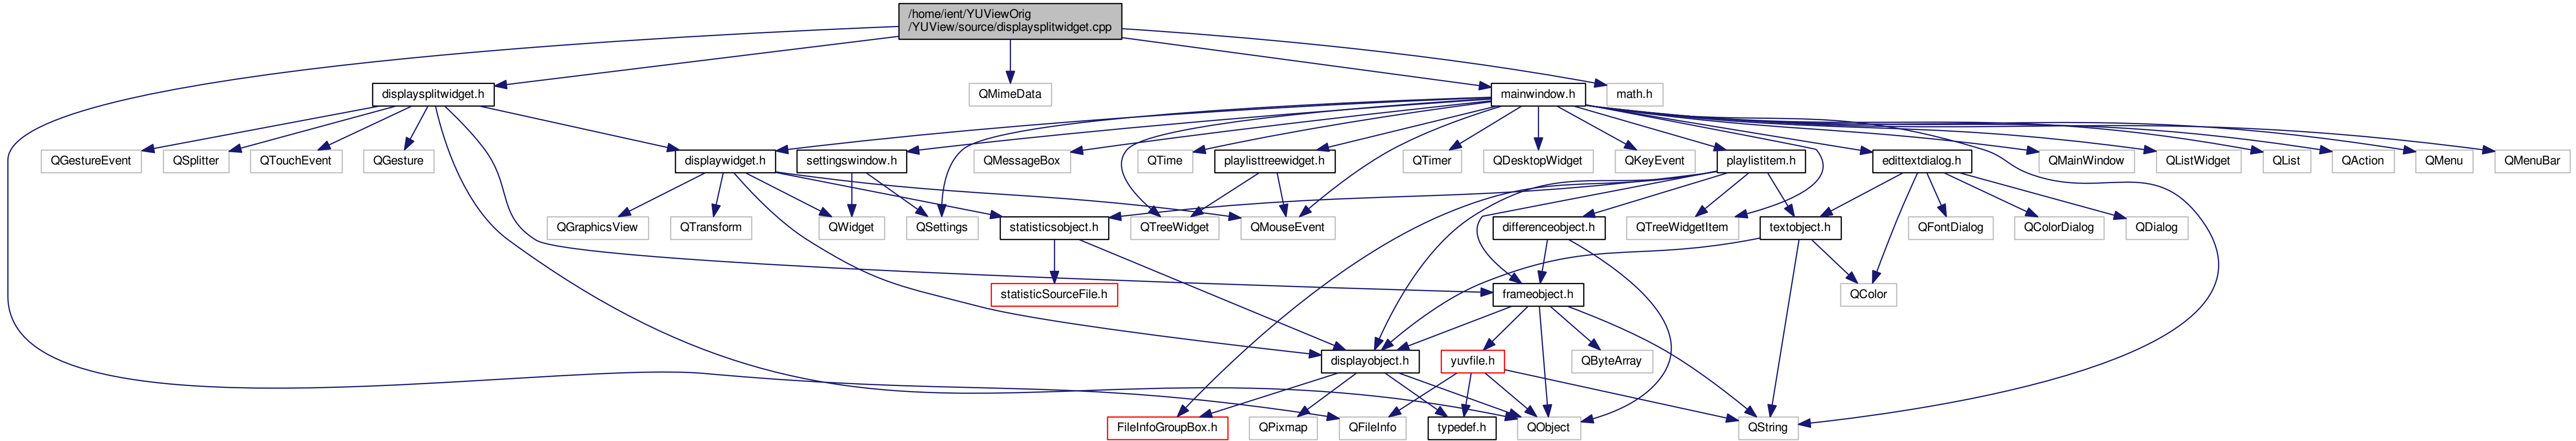 /home/ient/YUViewOrig
/YUView/source/displaysplitwidget.cpp
displaysplitwidget.h
QMimeData
mainwindow.h
math.h
QGestureEvent
QSplitter
QTouchEvent
QGesture
displaywidget.h
settingswindow.h
QMessageBox
QTime
playlisttreewidget.h
QTimer
QDesktopWidget
QKeyEvent
playlistitem.h
edittextdialog.h
QMainWindow
QListWidget
QList
QAction
QMenu
QMenuBar
QGraphicsView
QTransform
QWidget
QSettings
statisticsobject.h
QTreeWidget
QMouseEvent
differenceobject.h
QTreeWidgetItem
textobject.h
QFontDialog
QColorDialog
QDialog
statisticSourceFile.h
frameobject.h
QColor
displayobject.h
yuvfile.h
QByteArray
FileInfoGroupBox.h
QPixmap
QFileInfo
typedef.h
QObject
QString